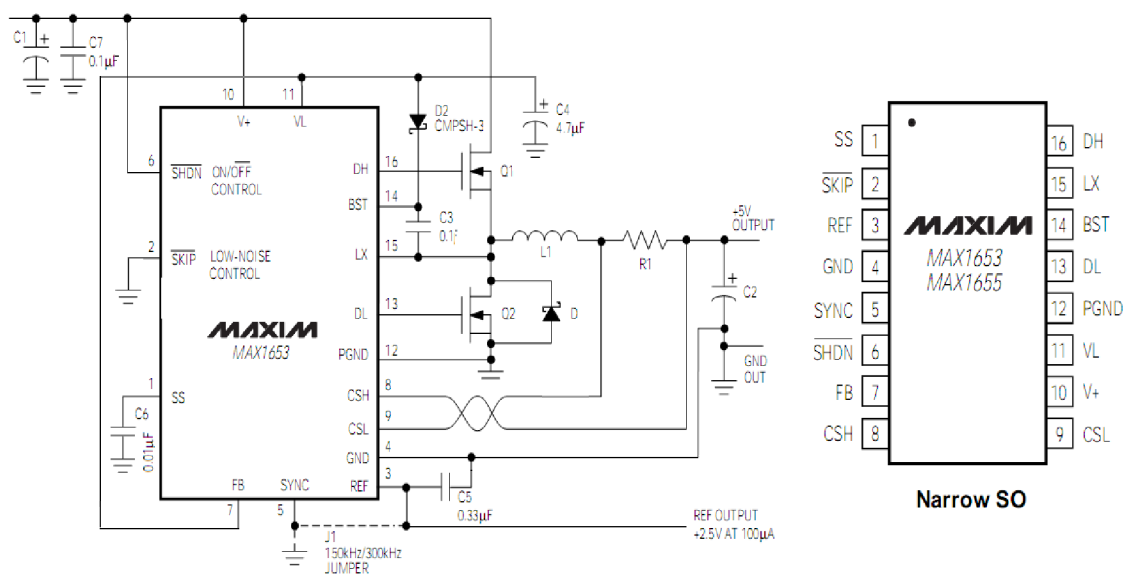 C1
+
C7
0.1µF
10
V+
11
VL
D2
CMPSH-3
+
C4
4.7µF
6
SHDN
ON/OFF
CONTROL
DH
16
Q1
BST
14
C3
0.1F
+5V
OUTPUT
2
SKIP
LOW-NOISE
CONTROL
LX
15
L1
R1
DL
13
Q2
D
+
C2
MAXIM
MAX1653
PGND
12
GND
OUT
1
SS
CSH
8
C6
0.01µF
CSL
9
GND
4
REF
3
FB
7
SYNC
5
C5
0.33µF
J1
150kHz/300kHz
JUMPER
REF OUTPUT
+2.5V AT 100µA
SS 1
SKIP 2
REF 3
GND 4
SYNC 5
SHDN 6
FB 7
CSH 8
MAXIM
MAX1653
MAX1655
16 DH
15 LX
14 BST
13 DL
12 PGND
11 VL
10 V+
9 CSL
Narrow SO